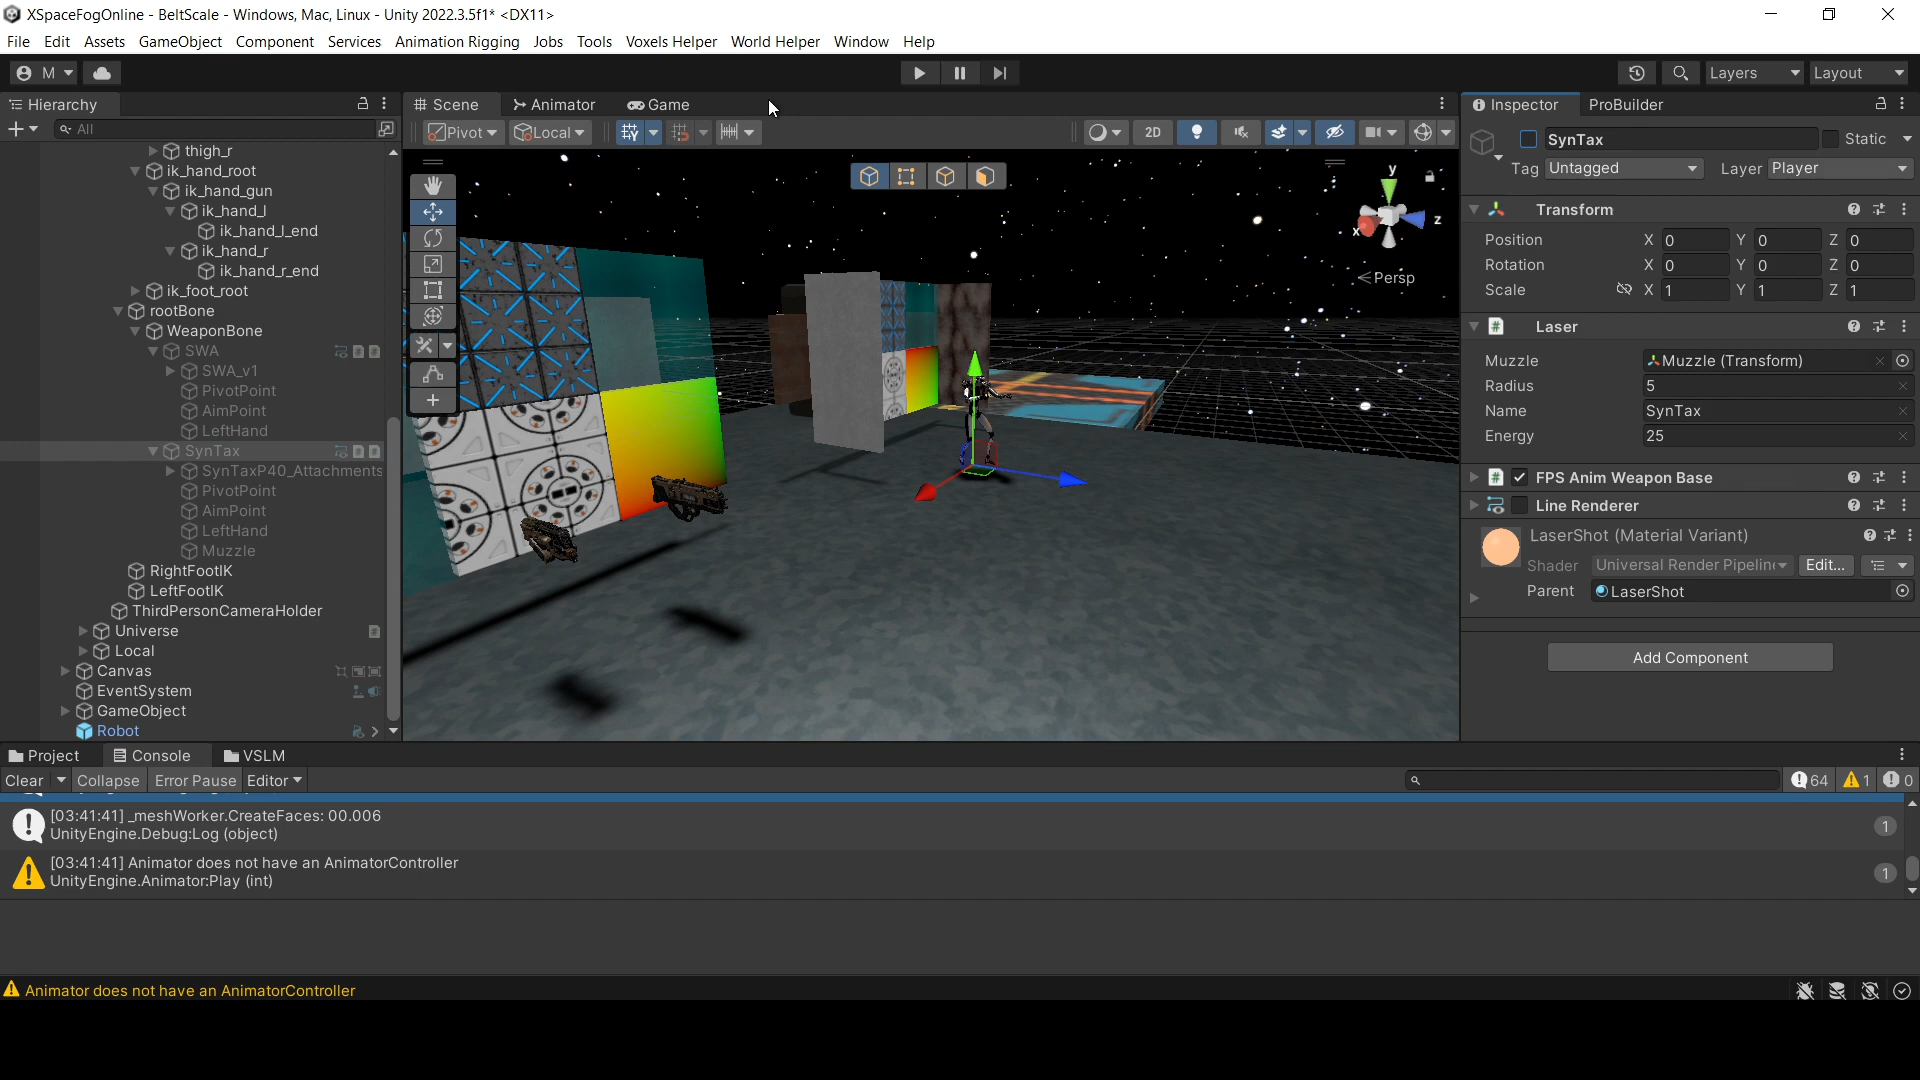 XSpaceFogOnline - BeltScale - Windows, Mac, Linux - Unity 2022.3.5f1* <DX11>
File Edit Assets GameObject Component Services Animation Rigging Jobs Tools Voxels Helper World Helper Window Help
M Layers Layout
Hierarchy Scene Animator Game Inspector ProBuilder
All Pivot Local 2D
SynTax Static
Tag Untagged Layer Player
thigh_r
ik_hand_root
ik_hand_gun
ik_hand_l
ik_hand_l_end
ik_hand_r
ik_hand_r_end
ik_foot_root
rootBone
WeaponBone
SWA
SWA_v1
PivotPoint
AimPoint
LeftHand
SynTax
SynTaxP40_Attachments
PivotPoint
AimPoint
LeftHand
Muzzle
RightFootIK
LeftFootIK
ThirdPersonCameraHolder
Universe
Local
Canvas
EventSystem
GameObject
Robot
y
z
x
Persp
Transform
Position X 0 Y 0 Z 0
Rotation X 0 Y 0 Z 0
Scale X 1 Y 1 Z 1
Laser
Muzzle Muzzle (Transform)
Radius 5
Name SynTax
Energy 25
FPS Anim Weapon Base
Line Renderer
LaserShot (Material Variant)
Shader Universal Render Pipeline Edit...
Parent LaserShot
Add Component
Project Console VSLM
Clear Collapse Error Pause Editor 64 1 0
[03:41:41] _meshWorker.CreateFaces: 00.006
UnityEngine.Debug:Log (object)
1
[03:41:41] Animator does not have an AnimatorController
UnityEngine.Animator:Play (int)
1
Animator does not have an AnimatorController